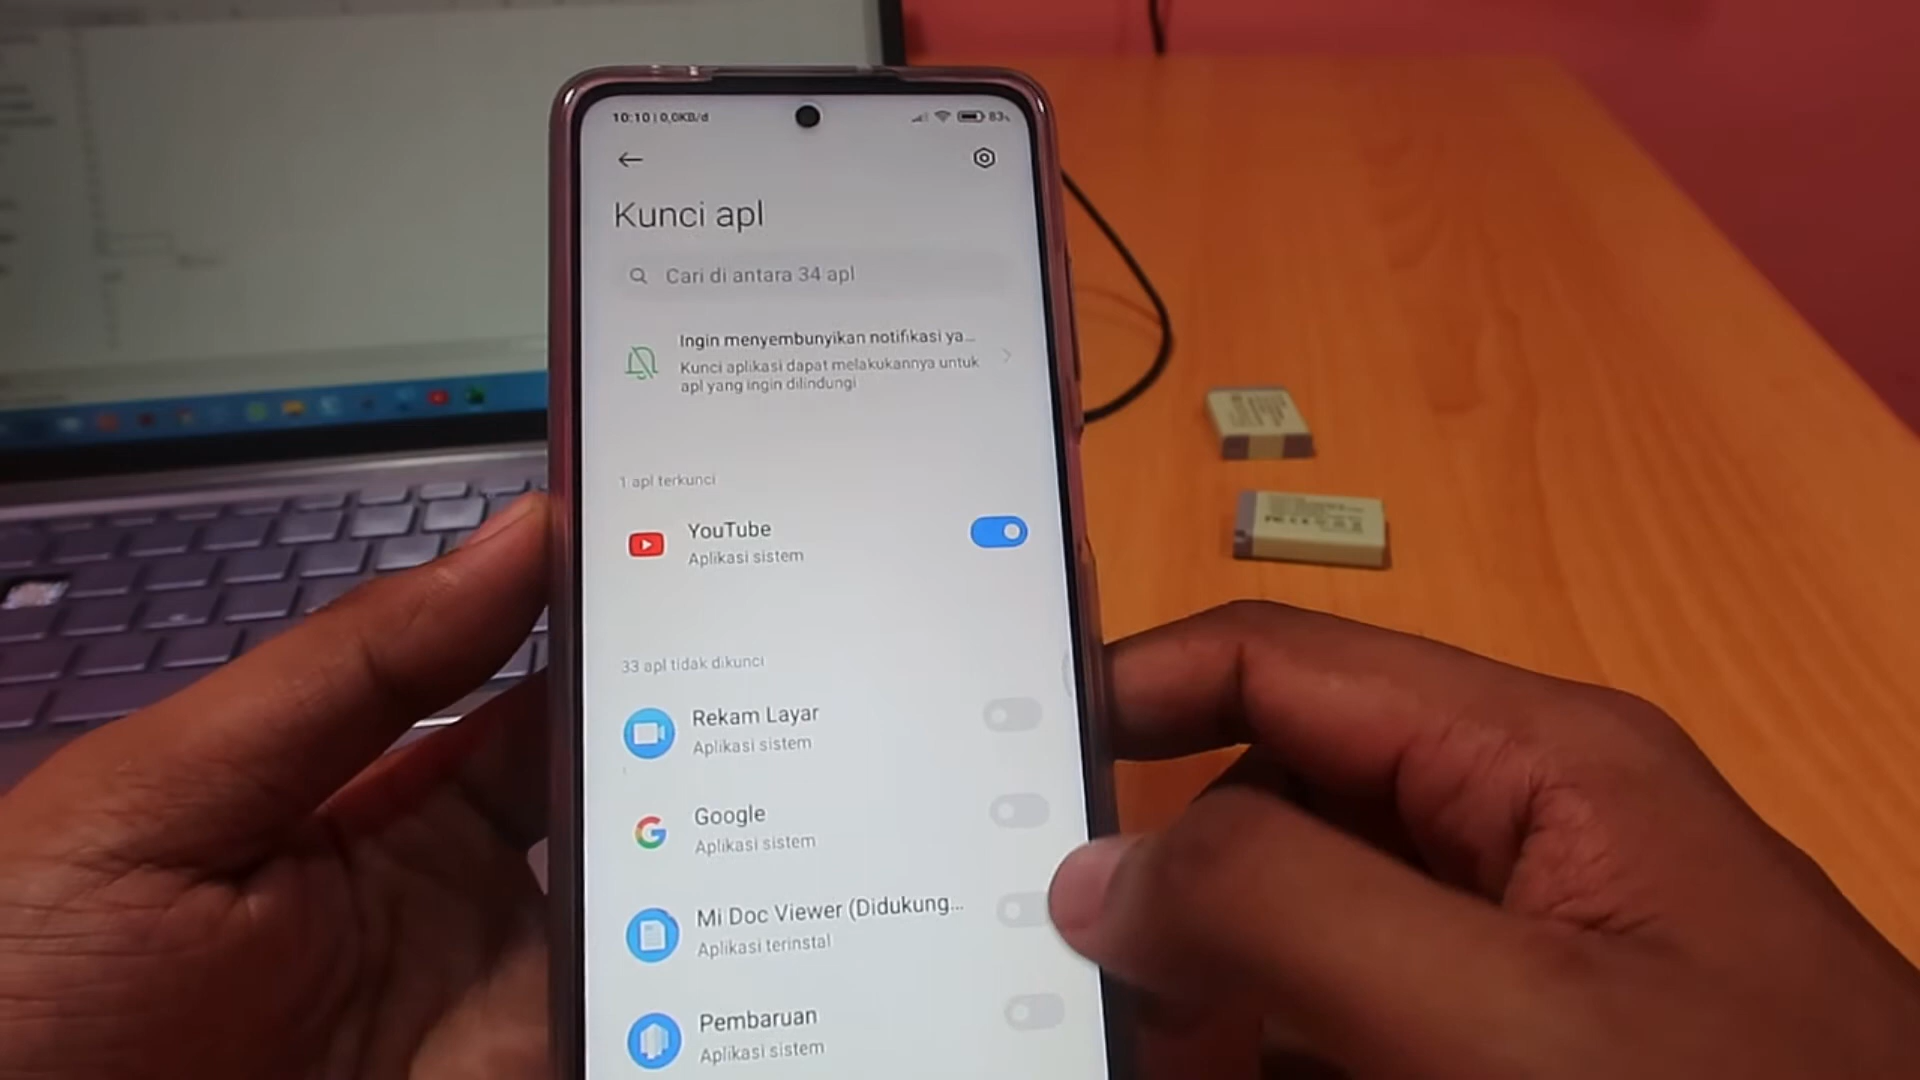 10:10 | 0,0KB/d
83
Kunci apl
Cari di antara 34 apl
Ingin menyembunyikan notifikasi ya...
Kunci aplikasi dapat melakukannya untuk
apl yang ingin dilindungi
1 apl terkunci
YouTube
Aplikasi sistem
33 apl tidak dikunci
Rekam Layar
Aplikasi sistem
Google
Aplikasi sistem
Mi Doc Viewer (Didukung...
Aplikasi terinstal
Pembaruan
Aplikasi sistem